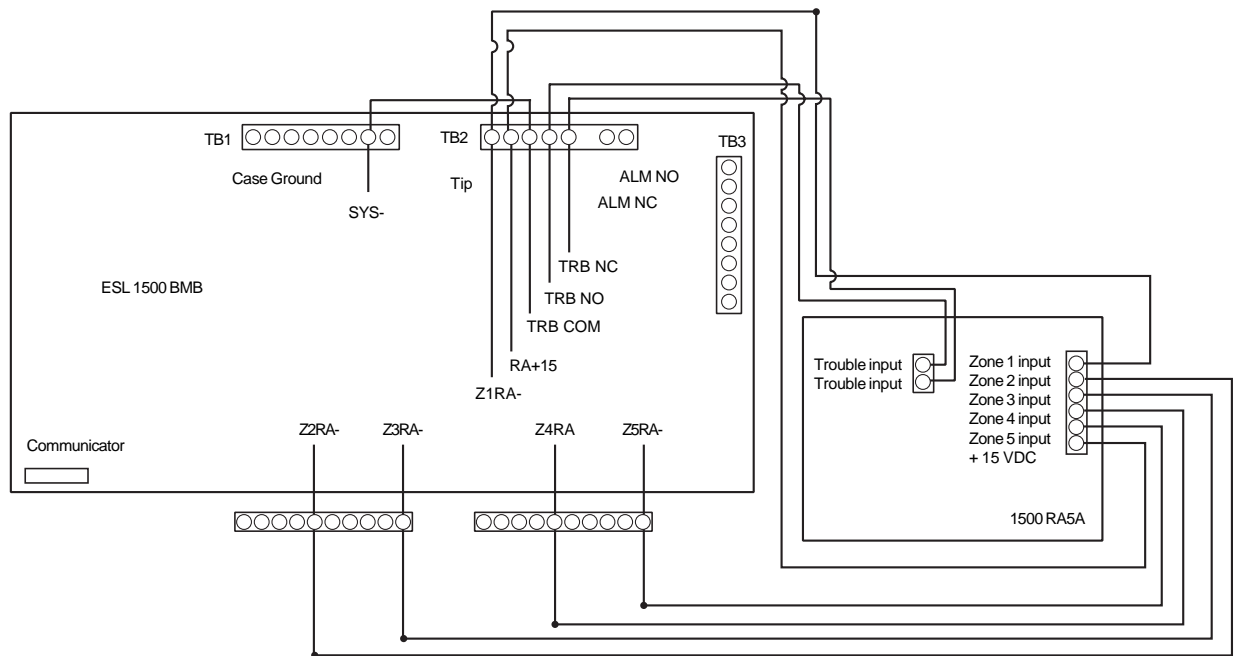 TB1
TB2
TB3
Case Ground
Tip
ALM NO
ALM NC
SYS-
ESL 1500 BMB
TRB NC
TRB NO
TRB COM
RA+15
Z1RA-
Z2RA-
Z3RA-
Z4RA
Z5RA-
Communicator
Trouble input
Trouble input
Zone 1 input
Zone 2 input
Zone 3 input
Zone 4 input
Zone 5 input
+ 15 VDC
1500 RA5A